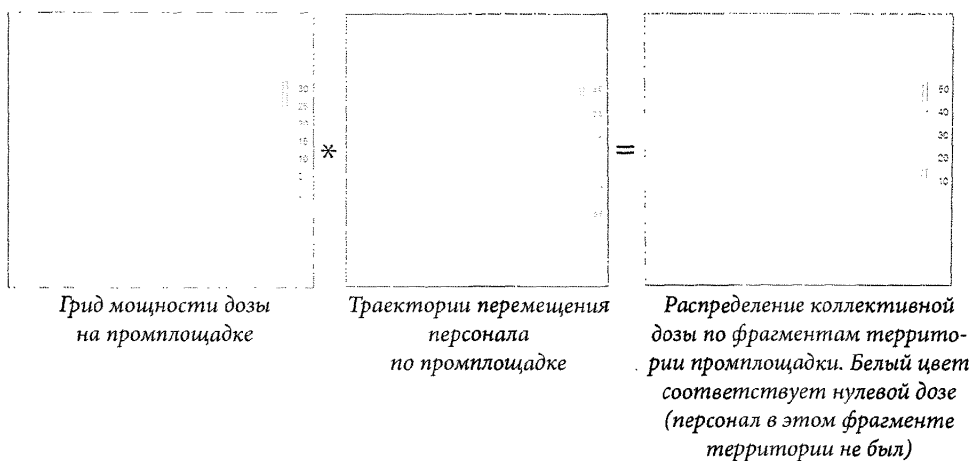 30
25
20
15
10
*
=
50
40
30
20
10
Грид мощности дозы
на промплощадке
Траектории перемещения
персонала
по промплощадке
Распределение коллективной
дозы по фрагментам террито-
рии промплощадки. Белый цвет
соответствует нулевой дозе
(персонал в этом фрагменте
территории не был)